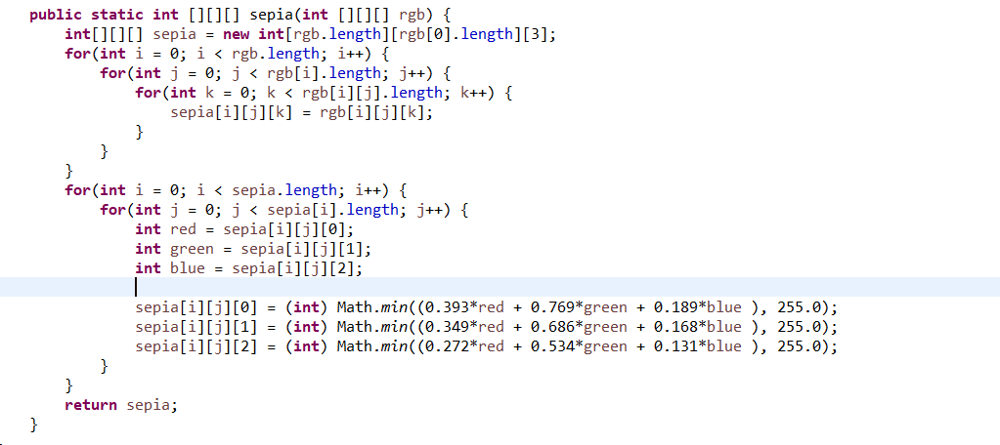 public static int [][][] sepia(int [][][] rgb) {
    int[][][] sepia = new int[rgb.length][rgb[0].length][3];
    for(int i = 0; i < rgb.length; i++) {
        for(int j = 0; j < rgb[i].length; j++) {
            for(int k = 0; k < rgb[i][j].length; k++) {
                sepia[i][j][k] = rgb[i][j][k];
            }
        }
    }
    for(int i = 0; i < sepia.length; i++) {
        for(int j = 0; j < sepia[i].length; j++) {
            int red = sepia[i][j][0];
            int green = sepia[i][j][1];
            int blue = sepia[i][j][2];
            sepia[i][j][0] = (int) Math.min((0.393*red + 0.769*green + 0.189*blue ), 255.0);
            sepia[i][j][1] = (int) Math.min((0.349*red + 0.686*green + 0.168*blue ), 255.0);
            sepia[i][j][2] = (int) Math.min((0.272*red + 0.534*green + 0.131*blue ), 255.0);
        }
    }
    return sepia;
}